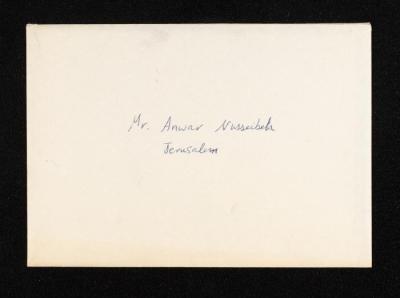 Mr. Anwar Nusseibeh
Jerusalem